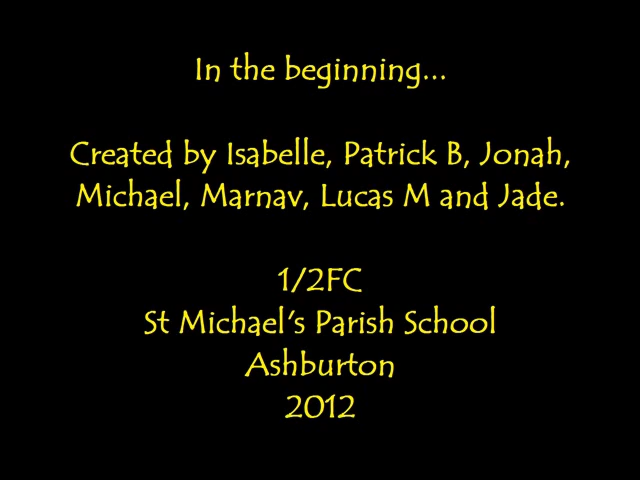 In the beginning...
Created by Isabelle, Patrick B, Jonah,
Michael, Marnav, Lucas M and Jade.
1/2FC
St Michael's Parish School
Ashburton
2012